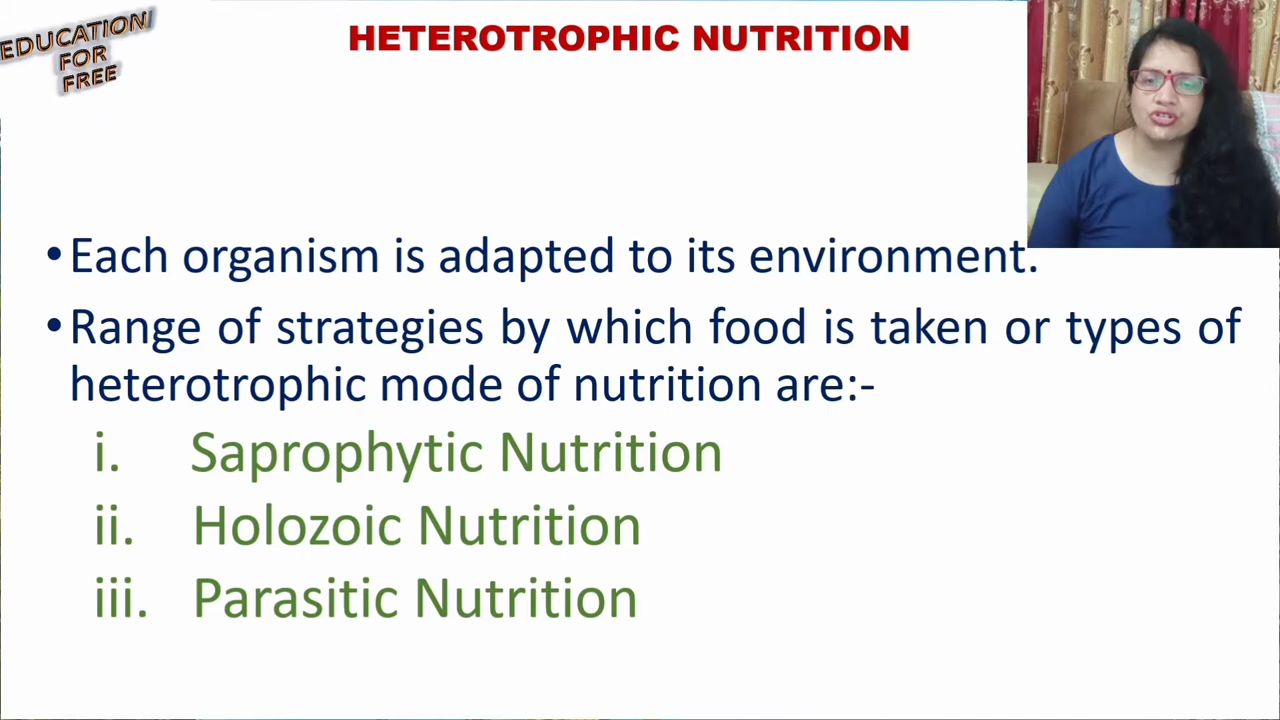 EDUCATION
FOR
FREE
HETEROTROPHIC NUTRITION
•Each organism is adapted to its environment.
•Range of strategies by which food is taken or types of
heterotrophic mode of nutrition are:-
i. Saprophytic Nutrition
ii. Holozoic Nutrition
iii. Parasitic Nutrition